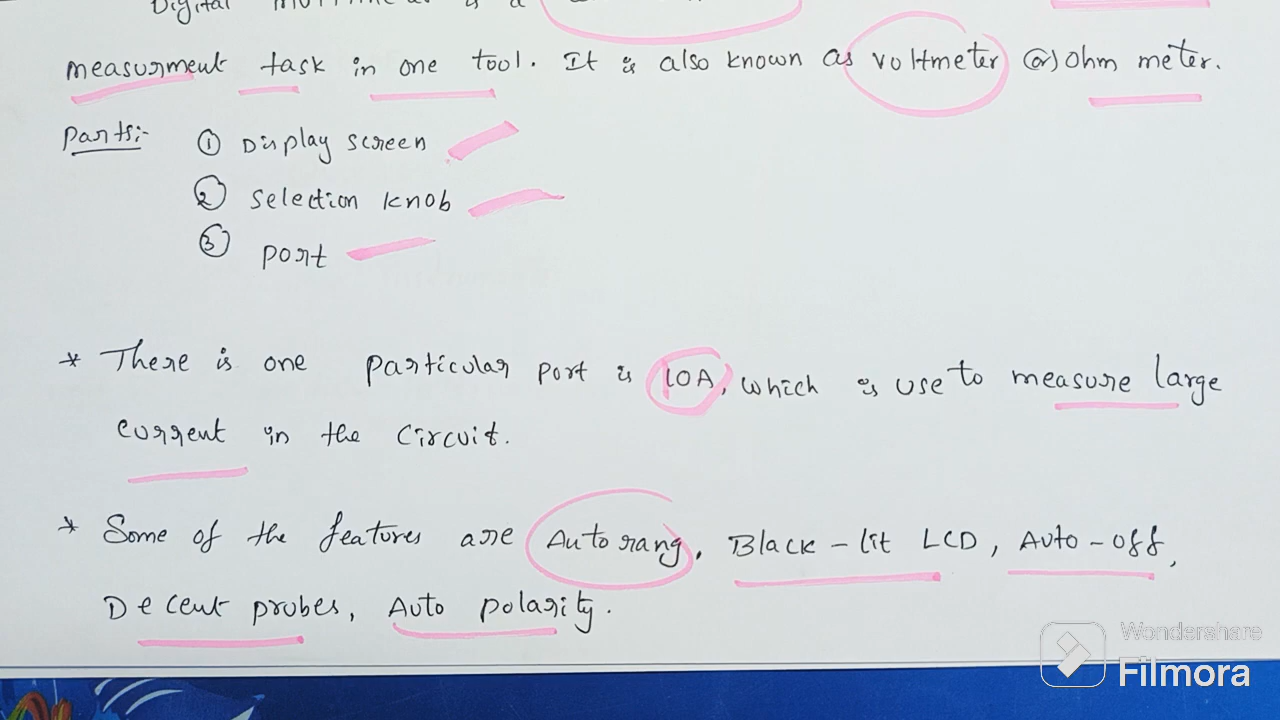 Digital is a
measurment task in one tool. It is also known as voltmeter (or) Ohm meter.
Parts:-
① Display screen
② Selection knob
③ port
* There is one particular port is 10A, which is use to measure large
current in the circuit.
* Some of the features are Autorang, Black-lit LCD, Auto-off,
Decent probes, Auto polarity.
Wondershare
Filmora